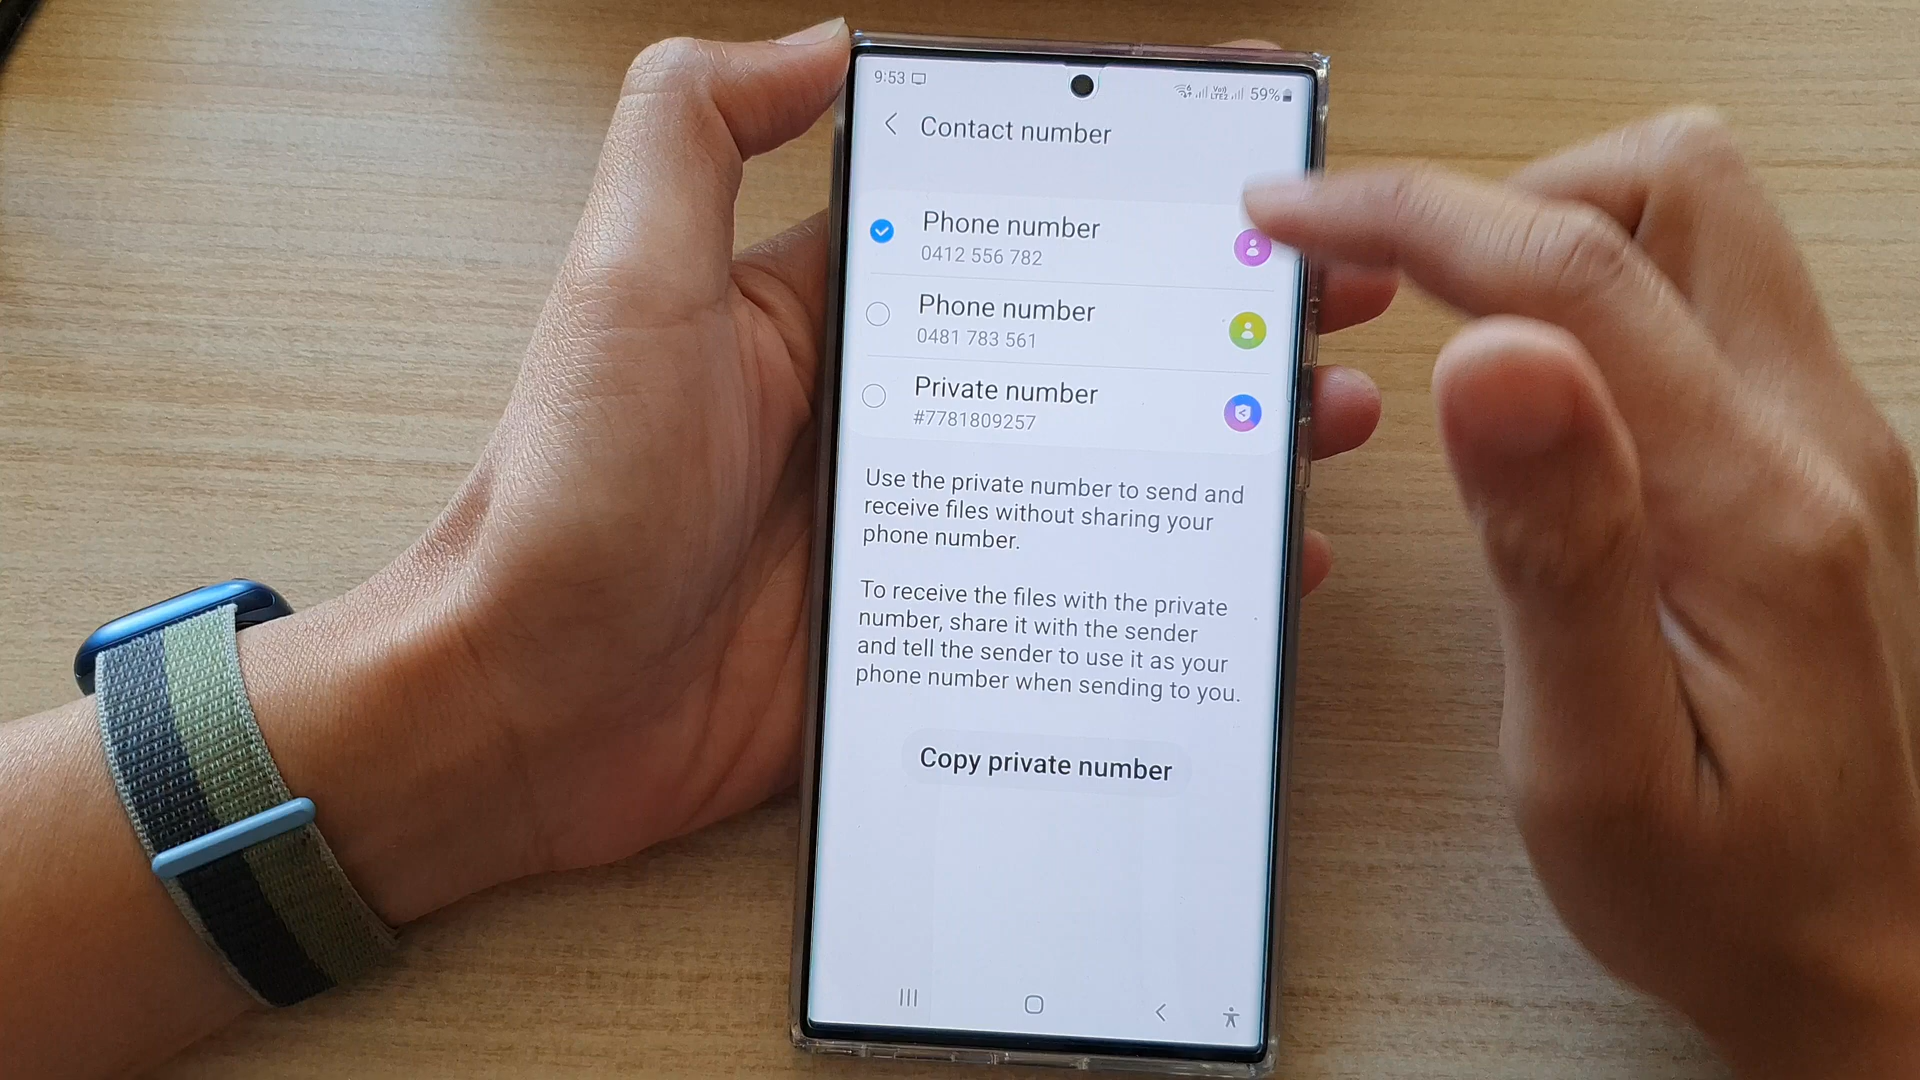 9:53
Vo)) LTE2 59%
Contact number
Phone number
0412 556 782
Phone number
0481 783 561
Private number
#7781809257
Use the private number to send and
receive files without sharing your
phone number.
To receive the files with the private
number, share it with the sender
and tell the sender to use it as your
phone number when sending to you.
Copy private number